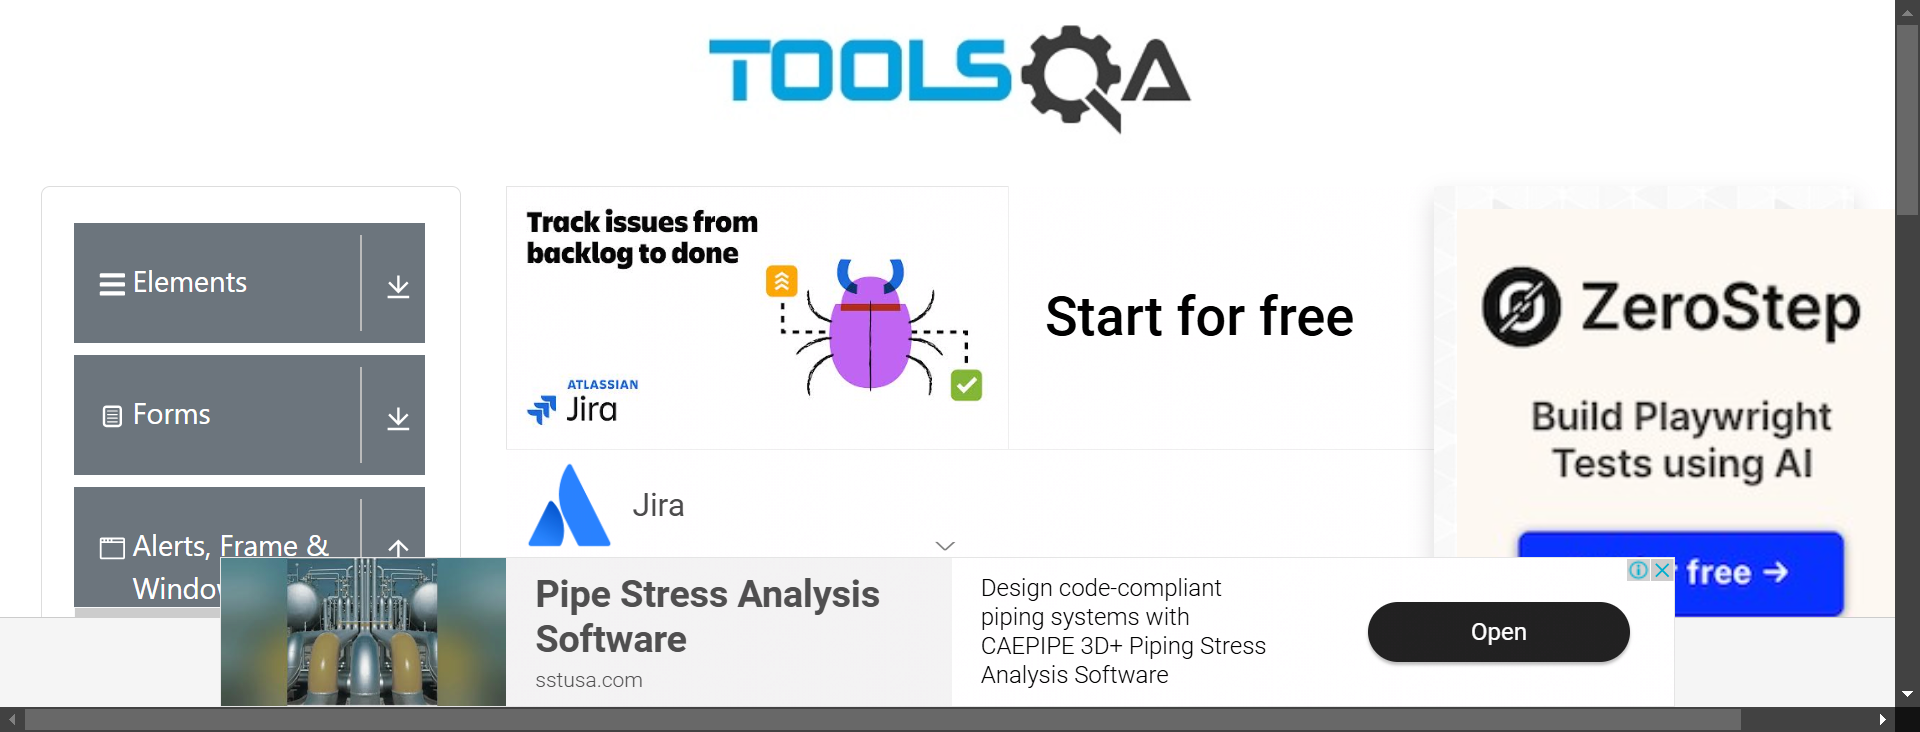 TOOLSQA
Elements
Forms
Alerts, Frame &
Windo
Track issues from
backlog to done
ATLASSIAN
Jira
Start for free
Jira
ZeroStep
Build Playwright
Tests using AI
free →
Pipe Stress Analysis
Software
sstusa.com
Design code-compliant
piping systems with
CAEPIPE 3D+ Piping Stress
Analysis Software
Open